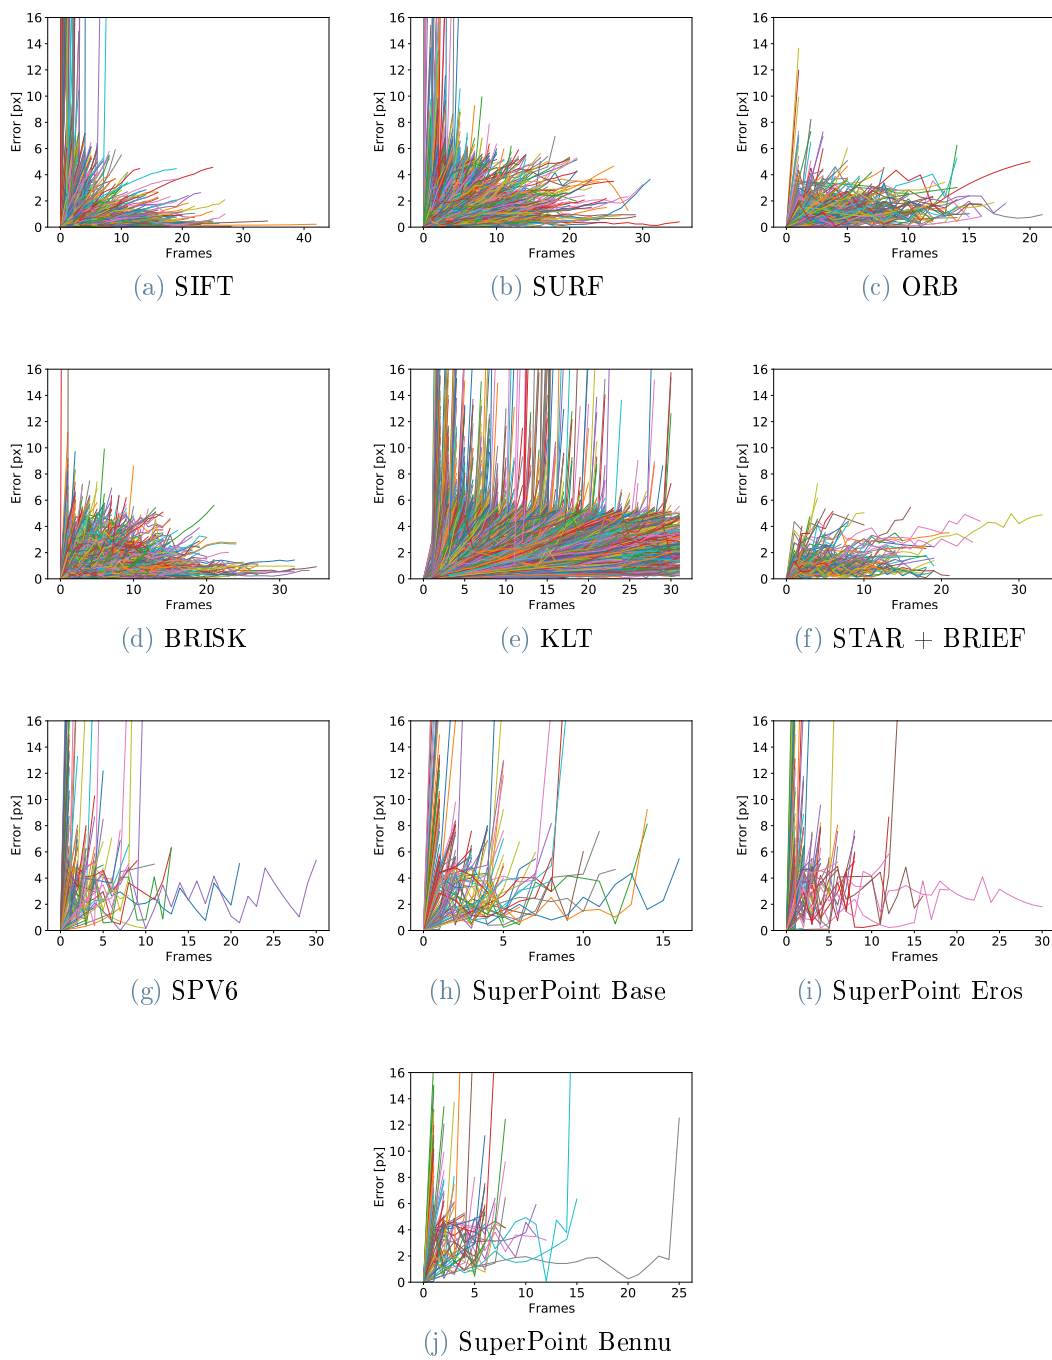 16
14
12
10
8
6
4
2
0
Error [px]
0 10 20 30 40
Frames
(a) SIFT
16
14
12
10
8
6
4
2
0
Error [px]
0 10 20 30
Frames
(b) SURF
16
14
12
10
8
6
4
2
0
Error [px]
0 5 10 15 20
Frames
(c) ORB
16
14
12
10
8
6
4
2
0
Error [px]
0 10 20 30
Frames
(d) BRISK
16
14
12
10
8
6
4
2
0
Error [px]
0 5 10 15 20 25 30
Frames
(e) KLT
16
14
12
10
8
6
4
2
0
Error [px]
0 10 20 30
Frames
(f) STAR + BRIEF
16
14
12
10
8
6
4
2
0
Error [px]
0 5 10 15 20 25 30
Frames
(g) SPV6
16
14
12
10
8
6
4
2
0
Error [px]
0 5 10 15
Frames
(h) SuperPoint Base
16
14
12
10
8
6
4
2
0
Error [px]
0 5 10 15 20 25 30
Frames
(i) SuperPoint Eros
16
14
12
10
8
6
4
2
0
Error [px]
0 5 10 15 20 25
Frames
(j) SuperPoint Bennu